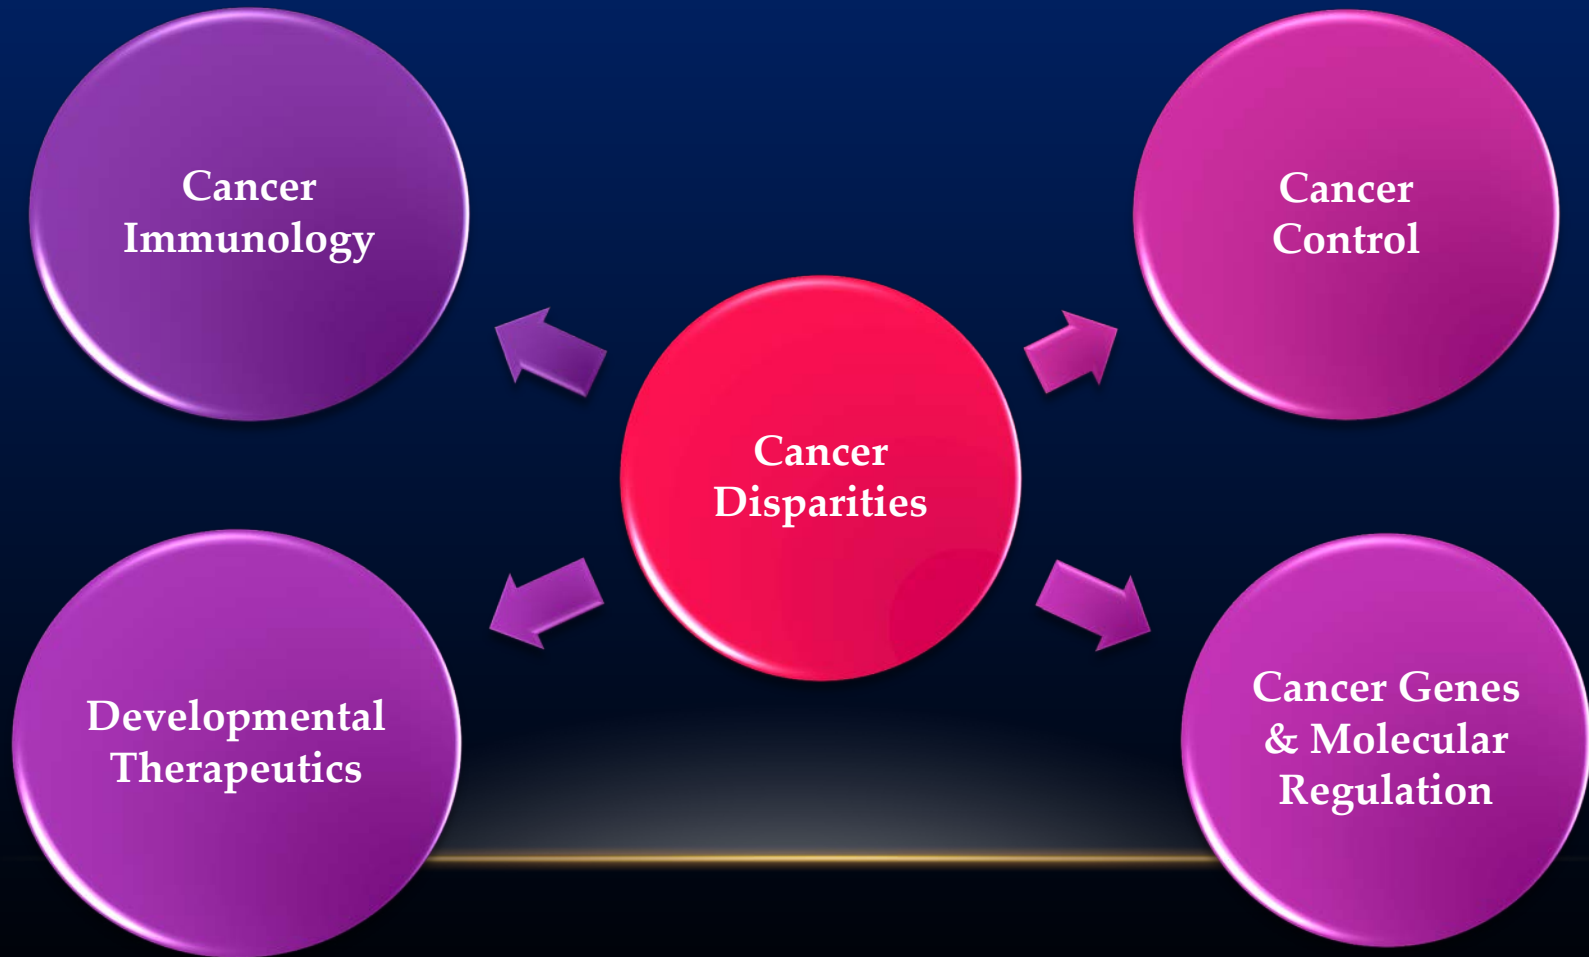 Cancer
Immunology
Cancer
Control
Cancer
Disparities
Developmental
Therapeutics
Cancer Genes
& Molecular
Regulation